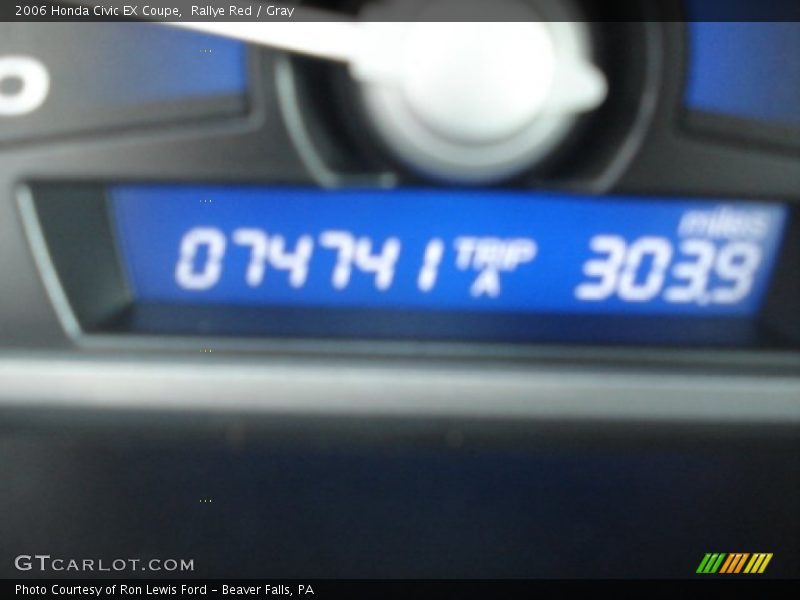 2006 Honda Civic EX Coupe, Rallye Red / Gray
0
miles
074741 TRIP A 303.9
GTCARLOT.COM
Photo Courtesy of Ron Lewis Ford - Beaver Falls, PA